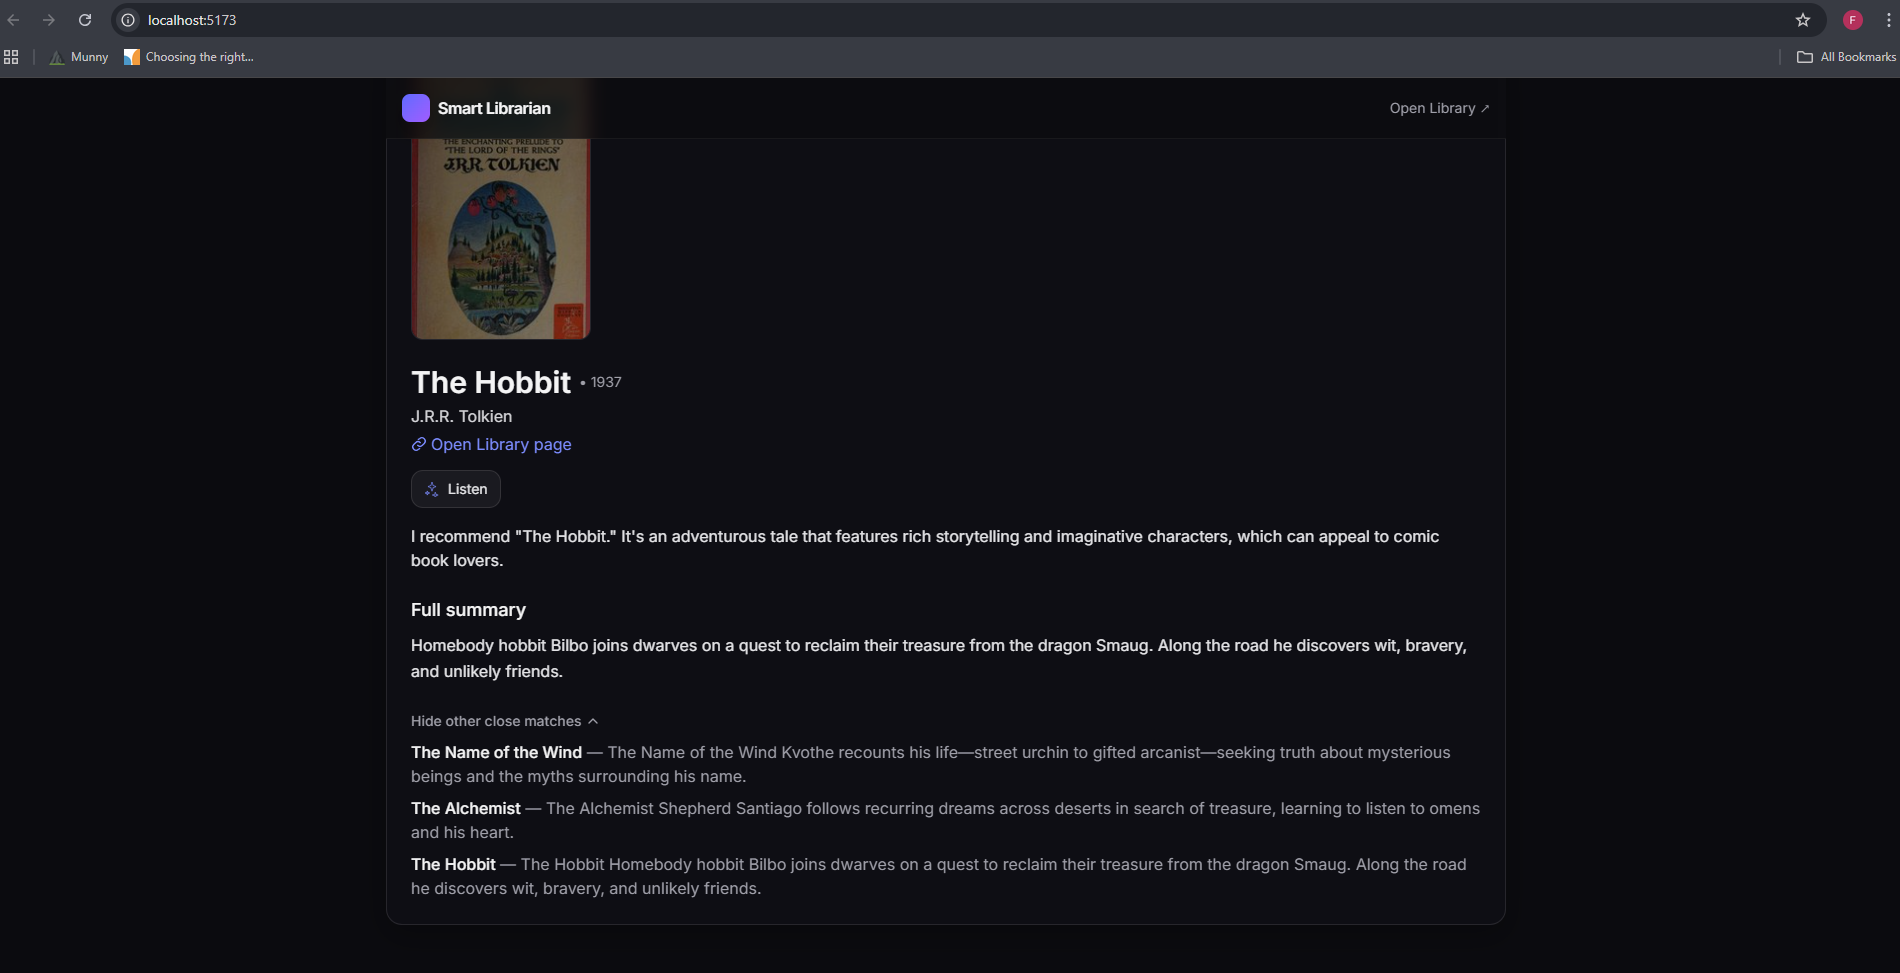 localhost:5173
F
Munny
Choosing the right...
All Bookmarks
Smart Librarian
Open Library ↗
THE ENCHANTING PRELUDE TO
"THE LORD OF THE RINGS"
J.R.R. TOLKIEN
The Hobbit • 1937
J.R.R. Tolkien
Open Library page
Listen
I recommend "The Hobbit." It's an adventurous tale that features rich storytelling and imaginative characters, which can appeal to comic
book lovers.
Full summary
Homebody hobbit Bilbo joins dwarves on a quest to reclaim their treasure from the dragon Smaug. Along the road he discovers wit, bravery,
and unlikely friends.
Hide other close matches
The Name of the Wind — The Name of the Wind Kvothe recounts his life—street urchin to gifted arcanist—seeking truth about mysterious
beings and the myths surrounding his name.
The Alchemist — The Alchemist Shepherd Santiago follows recurring dreams across deserts in search of treasure, learning to listen to omens
and his heart.
The Hobbit — The Hobbit Homebody hobbit Bilbo joins dwarves on a quest to reclaim their treasure from the dragon Smaug. Along the road
he discovers wit, bravery, and unlikely friends.